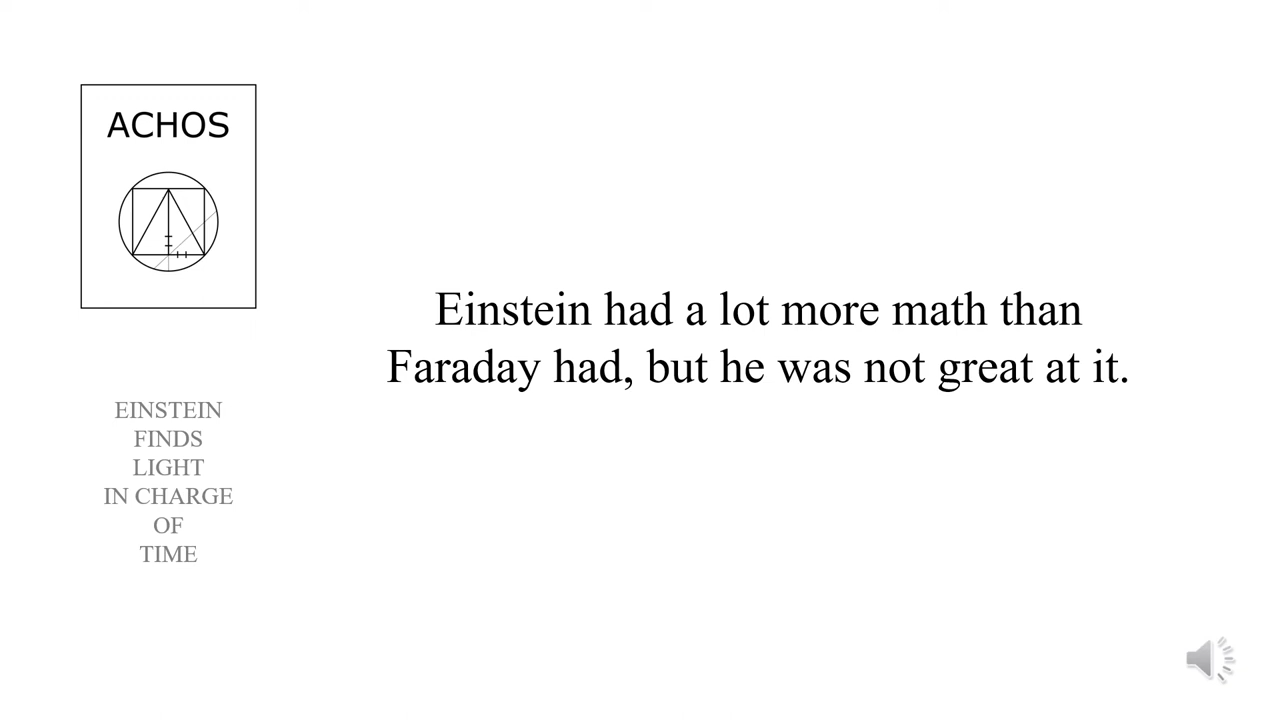 ACHOS
EINSTEIN
FINDS
LIGHT
IN CHARGE
OF
TIME
Einstein had a lot more math than
Faraday had, but he was not great at it.